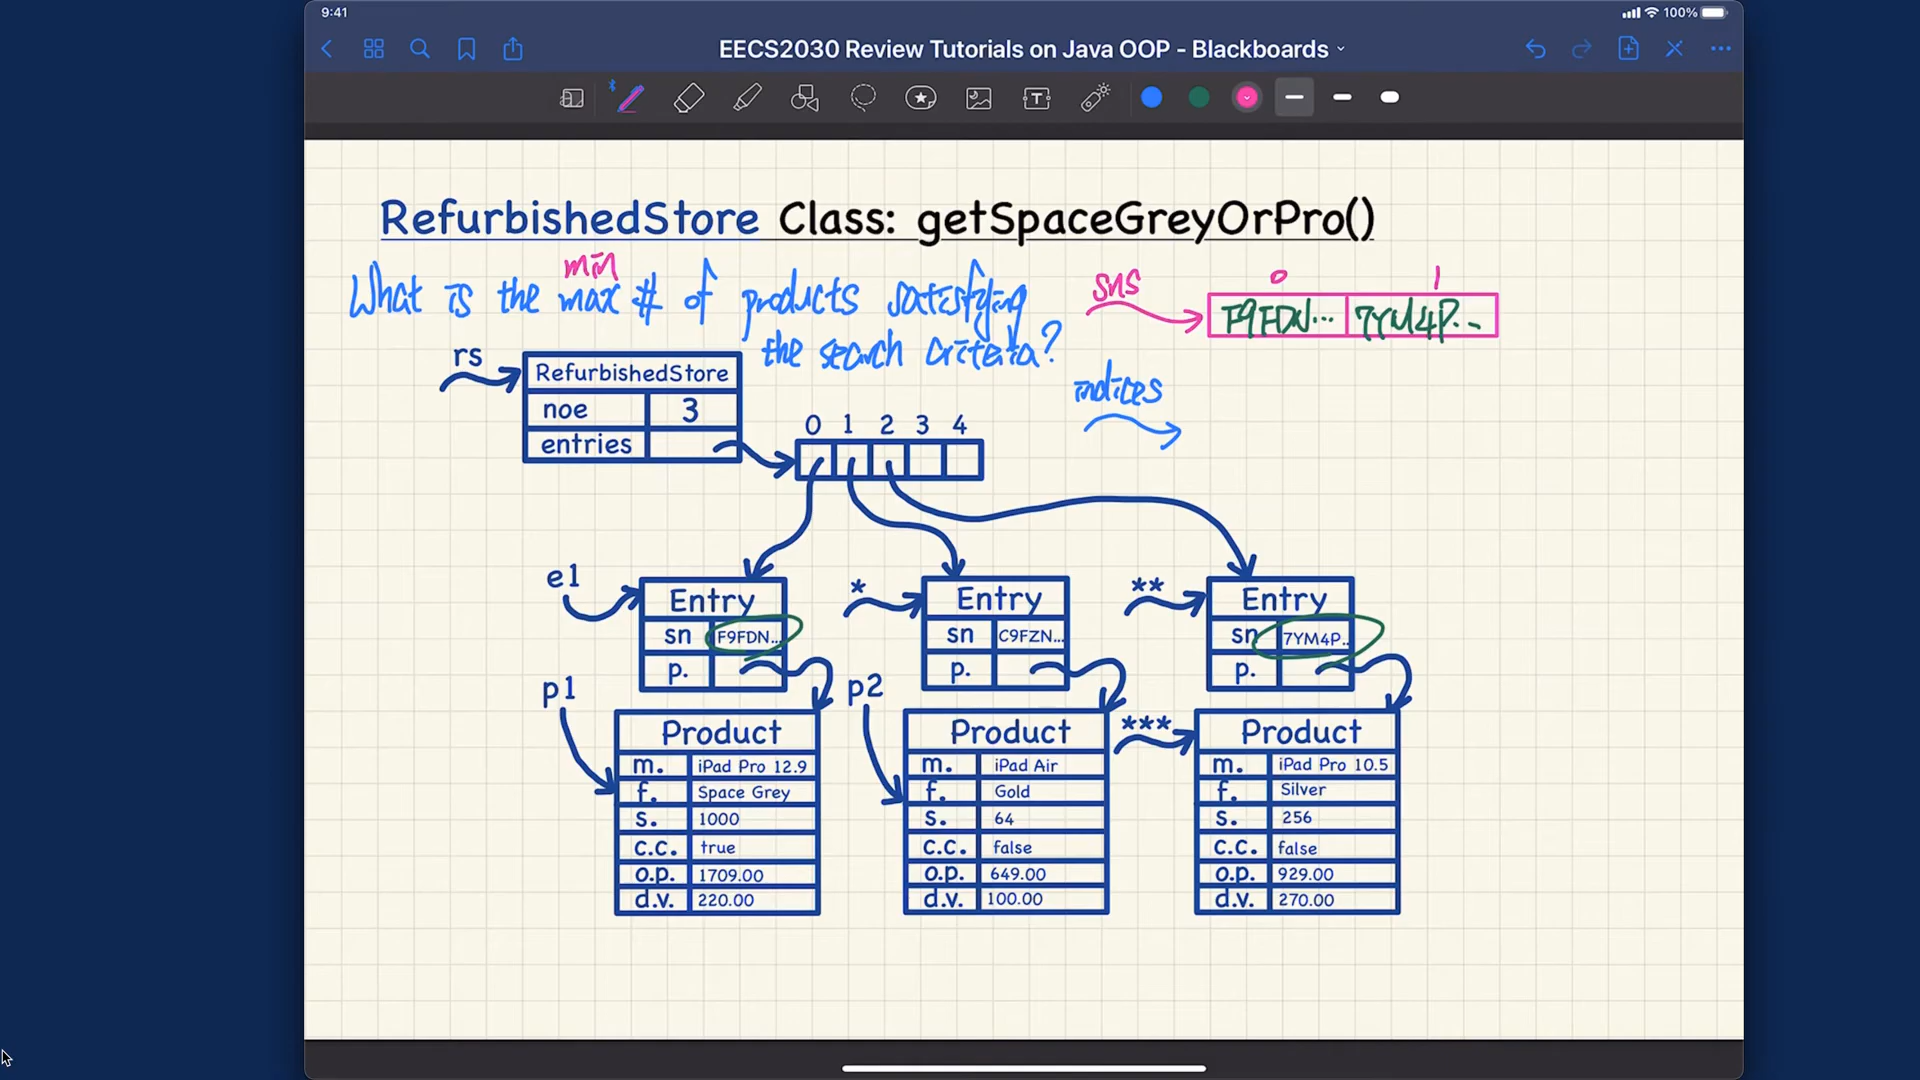 9:41
100%
EECS2030 Review Tutorials on Java OOP - Blackboards
RefurbishedStore Class: getSpaceGreyOrPro()
min
What is the max # of products satisfying
the search criteria?
sns
0 1
F9FDN... 7YM4P...
indices
rs
RefurbishedStore
noe 3
entries
0 1 2 3 4
e1
Entry
sn F9FDN...
p.
*
Entry
sn C9FZN...
p.
**
Entry
sn 7YM4P..
p.
p1
Product
m. iPad Pro 12.9
f. Space Grey
s. 1000
c.c. true
o.p. 1709.00
d.v. 220.00
p2
Product
m. iPad Air
f. Gold
s. 64
c.c. false
o.p. 649.00
d.v. 100.00
***
Product
m. iPad Pro 10.5
f. Silver
s. 256
c.c. false
o.p. 929.00
d.v. 270.00